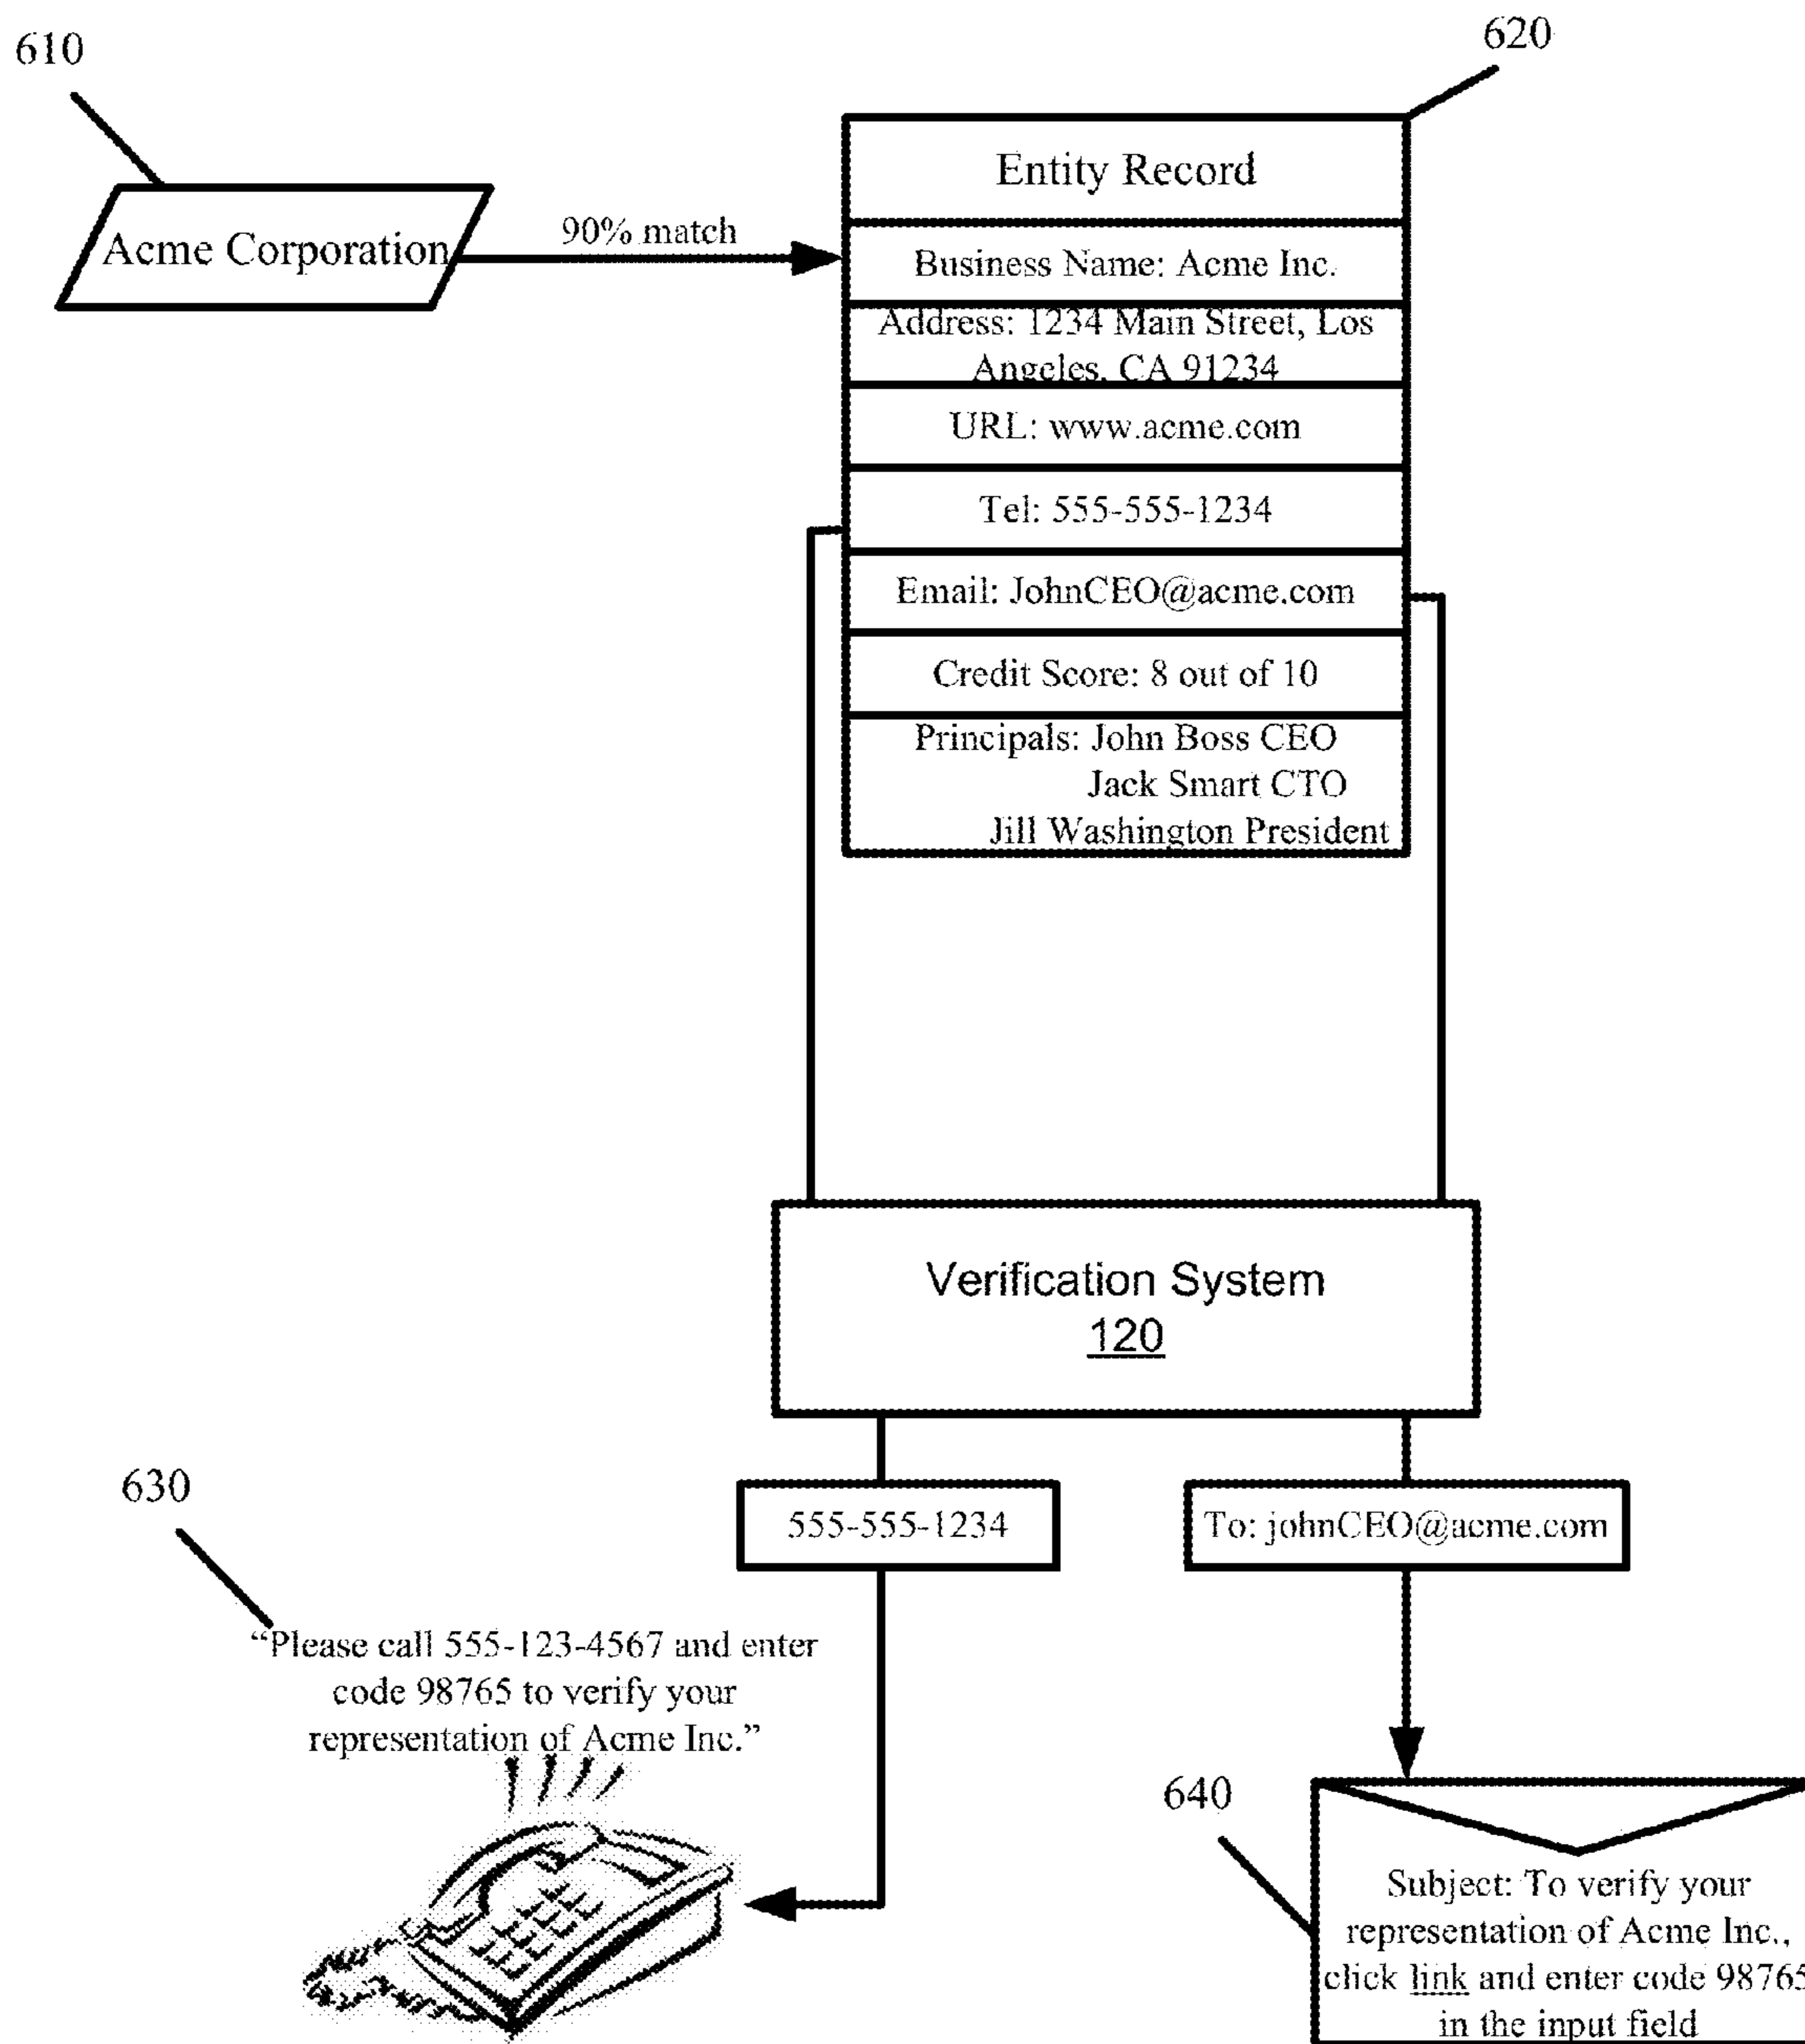 610
620
Acme Corporation
90% match
Entity Record
Business Name: Acme Inc.
Address: 1234 Main Street, Los
Angeles, CA 91234
URL: www.acme.com
Tel: 555-555-1234
Email: JohnCEO@acme.com
Credit Score: 8 out of 10
Principals: John Boss CEO
Jack Smart CTO
Jill Washington President
Verification System
120
630
555-555-1234
To: johnCEO@acme.com
“Please call 555-123-4567 and enter
code 98765 to verify your
representation of Acme Inc.”
640
Subject: To verify your
representation of Acme Inc.,
click link and enter code 98765
in the input field